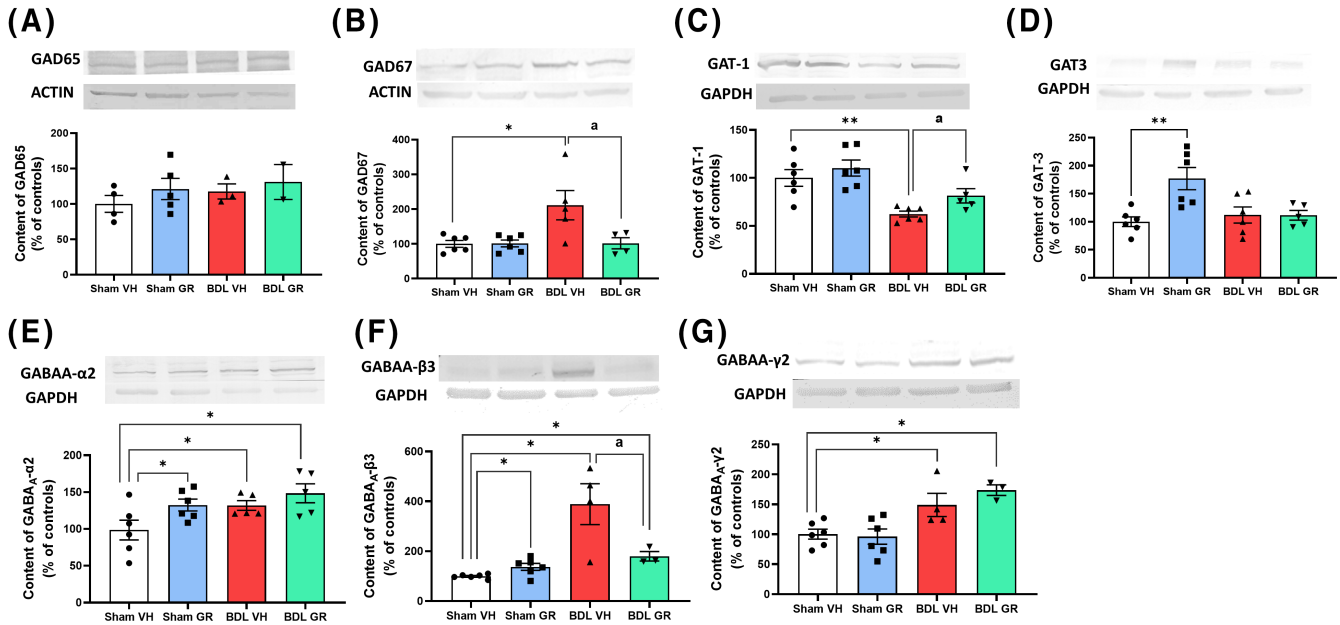 (A)
GAD65
ACTIN
Content of GAD65
(% of controls)
200
150
100
50
0
Sham VH Sham GR BDL VH BDL GR
(B)
GAD67
ACTIN
* a
Content of GAD67
(% of controls)
400
300
200
100
0
Sham VH Sham GR BDL VH BDL GR
(C)
GAT-1
GAPDH
** a
Content of GAT-1
(% of controls)
150
100
50
0
Sham VH Sham GR BDL VH BDL GR
(D)
GAT3
GAPDH
**
Content of GAT-3
(% of controls)
250
200
150
100
50
0
Sham VH Sham GR BDL VH BDL GR
(E)
GABAA-α2
GAPDH
*
*
*
Content of GABAA-α2
(% of controls)
200
150
100
50
0
Sham VH Sham GR BDL VH BDL GR
(F)
GABAA-β3
GAPDH
*
* a
*
Content of GABAA-β3
(% of controls)
600
400
200
0
Sham VH Sham GR BDL VH BDL GR
(G)
GABAA-γ2
GAPDH
*
*
Content of GABAA-γ2
(% of controls)
250
200
150
100
50
0
Sham VH Sham GR BDL VH BDL GR